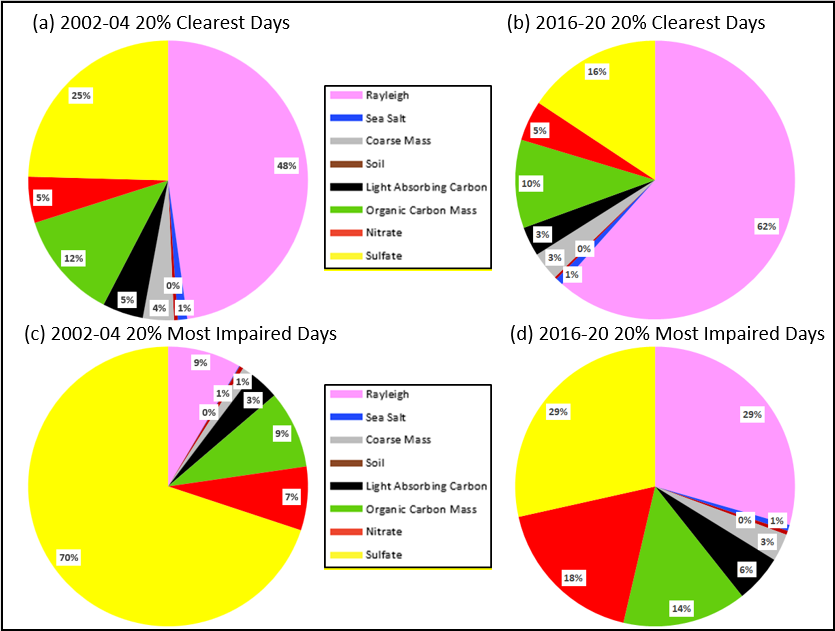 (a) 2002-04 20% Clearest Days
25%
48%
5%
12%
5%
4%
0%
1%
Rayleigh
Sea Salt
Coarse Mass
Soil
Light Absorbing Carbon
Organic Carbon Mass
Nitrate
Sulfate
(b) 2016-20 20% Clearest Days
16%
5%
10%
3%
3%
0%
1%
62%
(c) 2002-04 20% Most Impaired Days
9%
1%
1%
0%
3%
9%
7%
70%
Rayleigh
Sea Salt
Coarse Mass
Soil
Light Absorbing Carbon
Organic Carbon Mass
Nitrate
Sulfate
(d) 2016-20 20% Most Impaired Days
29%
29%
0%
1%
3%
6%
18%
14%